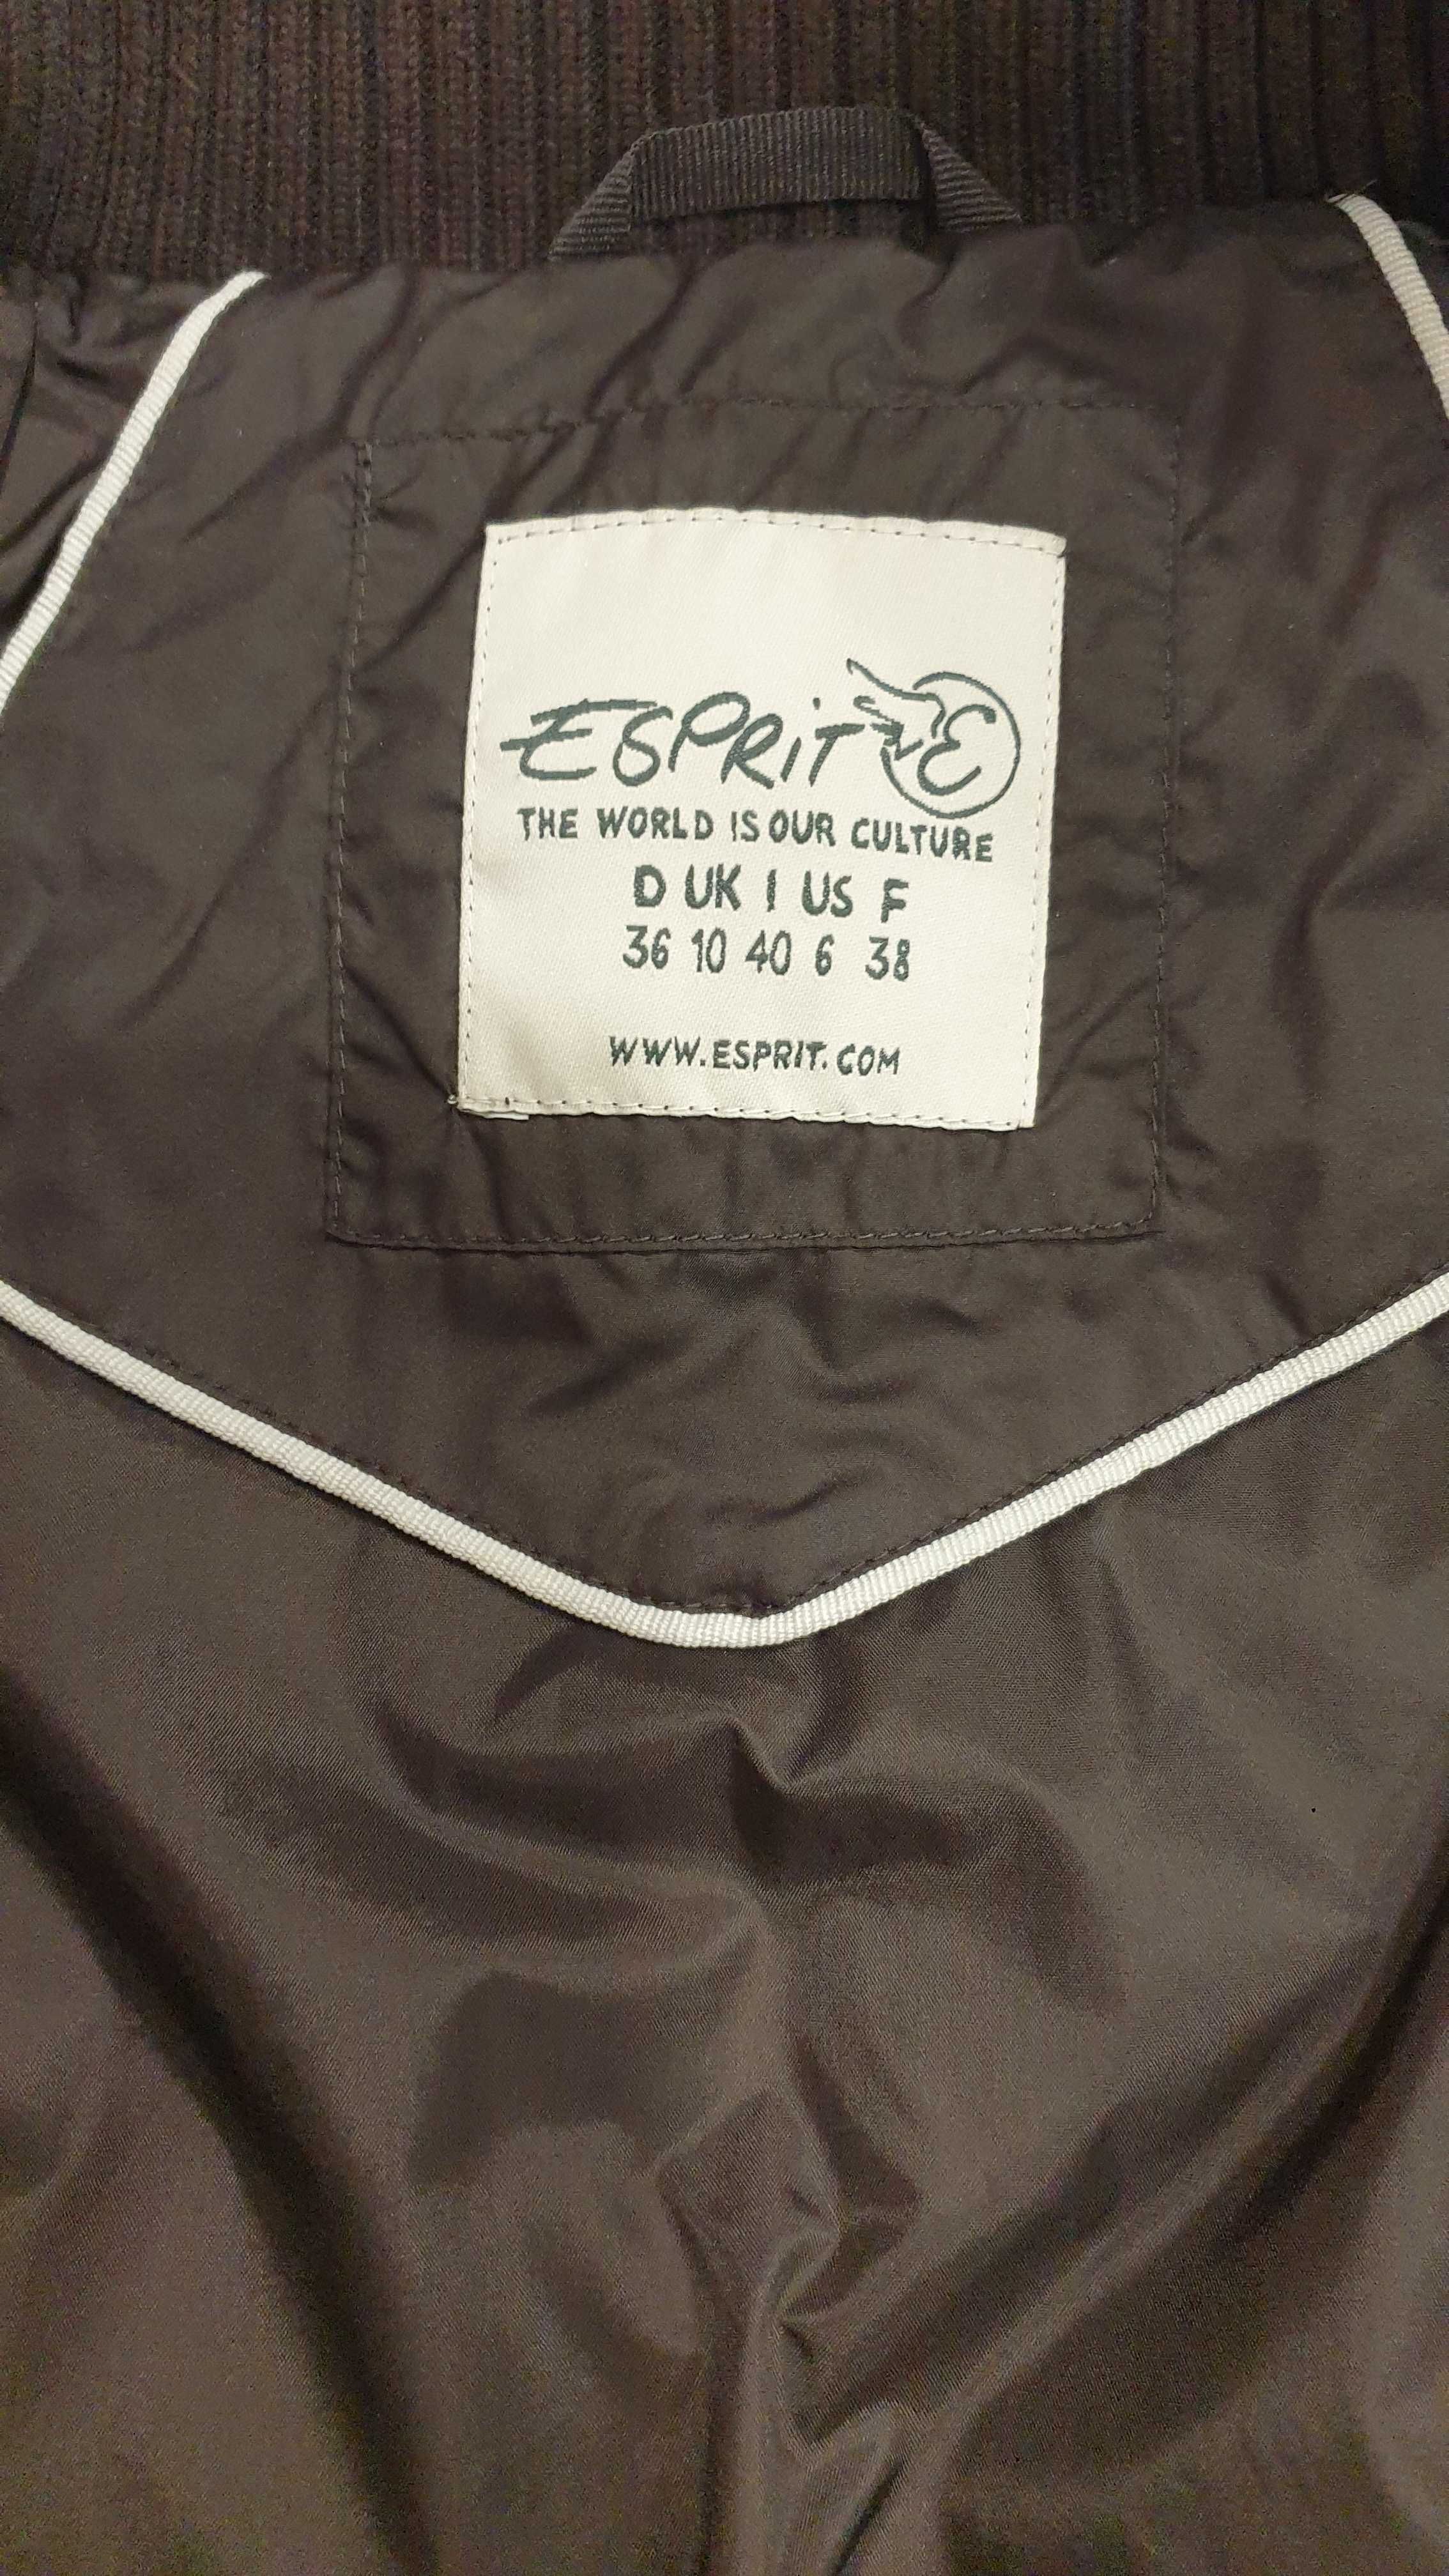 ESPRIT E
THE WORLD IS OUR CULTURE
D UK I US F
36 10 40 6 38
WWW.ESPRIT.COM